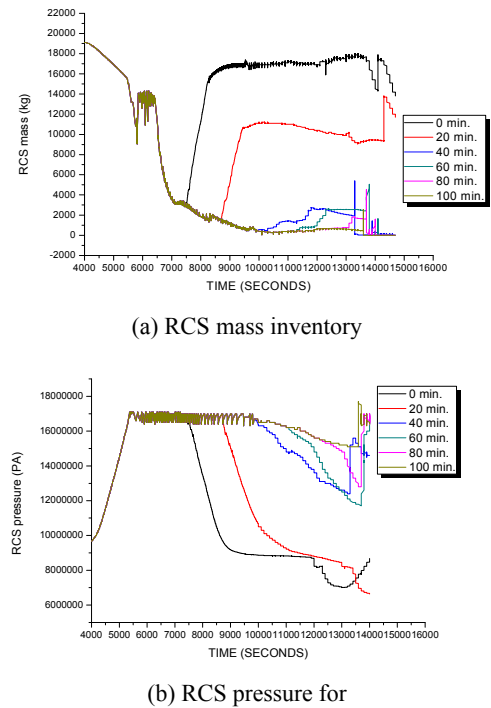 22000
20000
18000
16000
14000
12000
10000
8000
6000
4000
2000
0
-2000
RCS mass (kg)
4000 5000 6000 7000 8000 9000 10000 11000 12000 13000 14000 15000 16000
TIME (SECONDS)
0 min.
20 min.
40 min.
60 min.
80 min.
100 min.
(a) RCS mass inventory
18000000
16000000
14000000
12000000
10000000
8000000
6000000
RCS pressure (PA)
4000 5000 6000 7000 8000 9000 10000 11000 12000 13000 14000 15000 16000
TIME (SECONDS)
0 min.
20 min.
40 min.
60 min.
80 min.
100 min.
(b) RCS pressure for